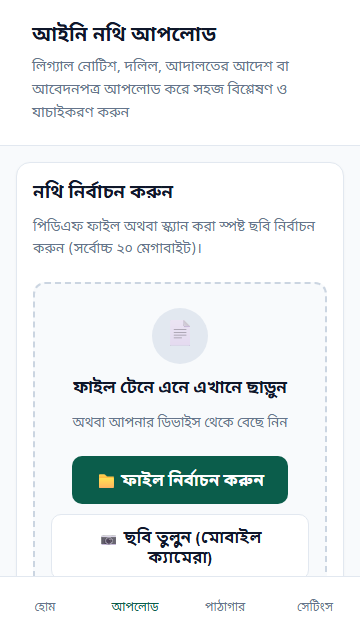 আইনি নথি আপলোড
লিগ্যাল নোটিশ, দলিল, আদালতের আদেশ বা
আবেদনপত্র আপলোড করে সহজ বিশ্লেষণ ও
যাচাইকরণ করুন
নথি নির্বাচন করুন
পিডিএফ ফাইল অথবা স্ক্যান করা স্পষ্ট ছবি নির্বাচন
করুন (সর্বোচ্চ ২০ মেগাবাইট)।
ফাইল টেনে এনে এখানে ছাড়ুন
অথবা আপনার ডিভাইস থেকে বেছে নিন
ফাইল নির্বাচন করুন
ছবি তুলুন (মোবাইল
ক্যামেরা)
হোম আপলোড পাঠাগার সেটিংস